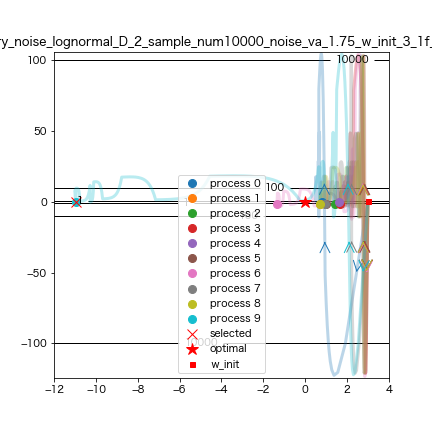 ry_noise_lognormal_D_2_sample_num10000_noise_va_1.75_w_init_3_1f_
100
50
0
−50
−100
−12
−10
−8
−6
−4
−2
0
2
4
10000
100
10000
process 0
process 1
process 2
process 3
process 4
process 5
process 6
process 7
process 8
process 9
selected
optimal
w_init